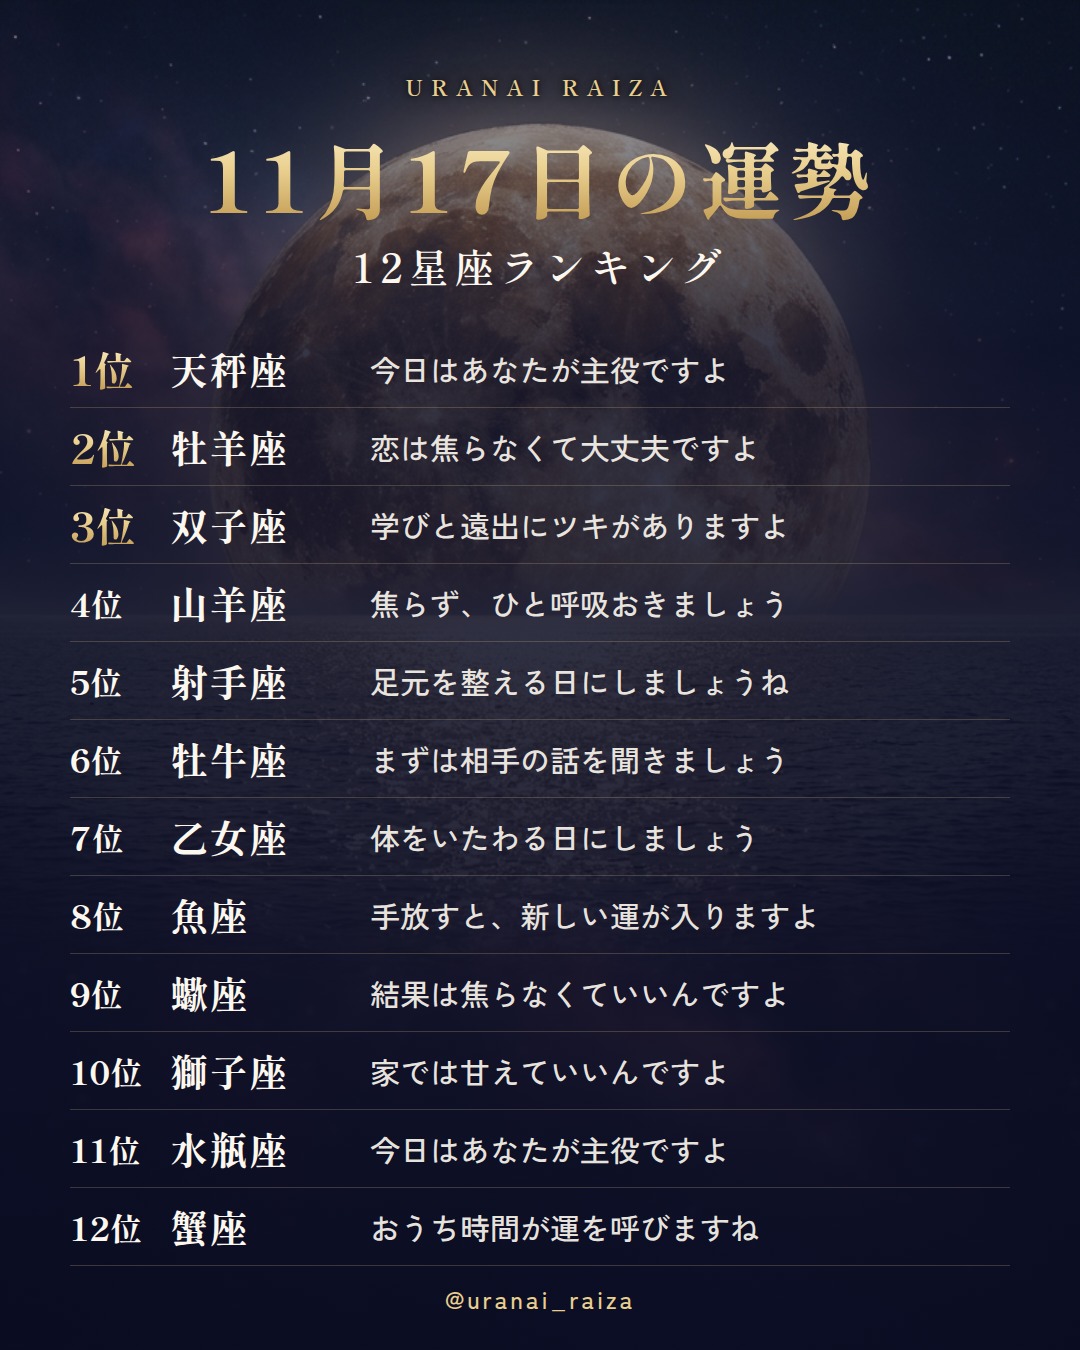 URANAI RAIZA
11月17日の運勢
12星座ランキング
1位 天秤座 今日はあなたが主役ですよ
2位 牡羊座 恋は焦らなくて大丈夫ですよ
3位 双子座 学びと遠出にツキがありますよ
4位 山羊座 焦らず、ひと呼吸おきましょう
5位 射手座 足元を整える日にしましょうね
6位 牡牛座 まずは相手の話を聞きましょう
7位 乙女座 体をいたわる日にしましょう
8位 魚座 手放すと、新しい運が入りますよ
9位 蠍座 結果は焦らなくていいんですよ
10位 獅子座 家では甘えていいんですよ
11位 水瓶座 今日はあなたが主役ですよ
12位 蟹座 おうち時間が運を呼びますね
@uranai_raiza